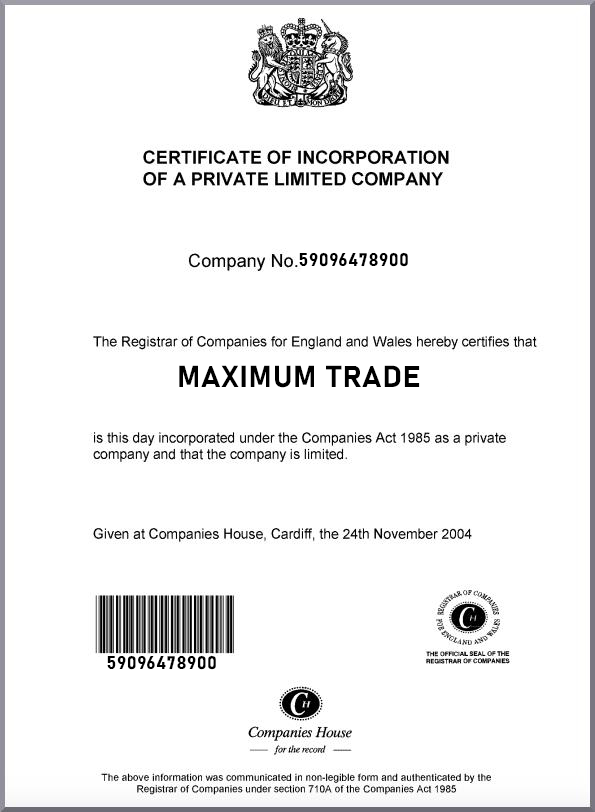 DIEU ET MON DROIT
CERTIFICATE OF INCORPORATION
OF A PRIVATE LIMITED COMPANY
Company No.59096478900
The Registrar of Companies for England and Wales hereby certifies that
MAXIMUM TRADE
is this day incorporated under the Companies Act 1985 as a private
company and that the company is limited.
Given at Companies House, Cardiff, the 24th November 2004
59096478900
REGISTRAR OF COMPANIES
FOR ENGLAND AND WALES
CH
THE OFFICIAL SEAL OF THE
REGISTRAR OF COMPANIES
CH
Companies House
for the record
The above information was communicated in non-legible form and authenticated by the
Registrar of Companies under section 710A of the Companies Act 1985